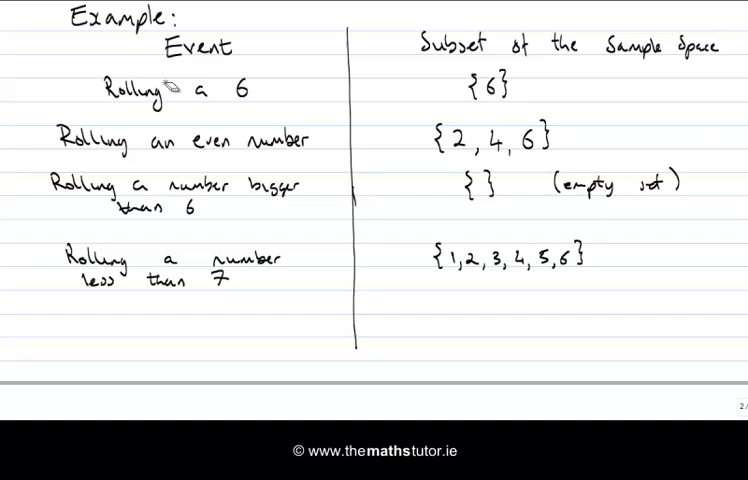 Example:
Event
Subset of the Sample Space
Rolling a 6
{6}
Rolling an even number
{2, 4, 6}
Rolling a number bigger
than 6
{ } (empty set)
Rolling a number
less than 7
{1, 2, 3, 4, 5, 6}
2/
© www.themathstutor.ie